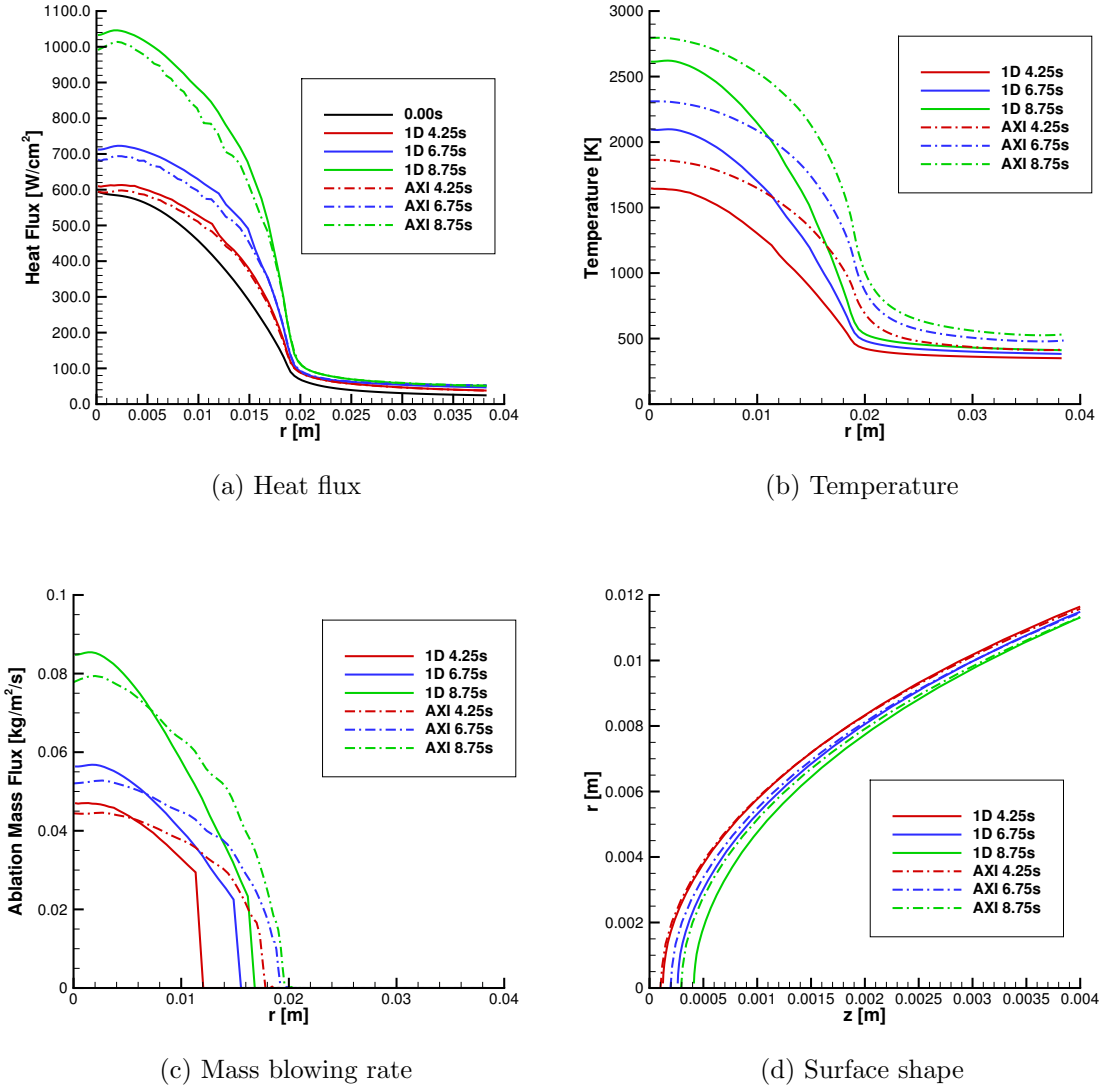 1100.0
1000.0
900.0
800.0
700.0
600.0
500.0
400.0
300.0
200.0
100.0
0.0
Heat Flux [W/cm²]
0 0.005 0.01 0.015 0.02 0.025 0.03 0.035 0.04
r [m]
0.00s
1D 4.25s
1D 6.75s
1D 8.75s
AXI 4.25s
AXI 6.75s
AXI 8.75s
(a) Heat flux
3000
2500
2000
1500
1000
500
0
Temperature [K]
0 0.01 0.02 0.03 0.04
r [m]
1D 4.25s
1D 6.75s
1D 8.75s
AXI 4.25s
AXI 6.75s
AXI 8.75s
(b) Temperature
0.1
0.08
0.06
0.04
0.02
0
Ablation Mass Flux [kg/m²/s]
0 0.01 0.02 0.03 0.04
r [m]
1D 4.25s
1D 6.75s
1D 8.75s
AXI 4.25s
AXI 6.75s
AXI 8.75s
(c) Mass blowing rate
0.012
0.01
0.008
0.006
0.004
0.002
0
r [m]
0 0.0005 0.001 0.0015 0.002 0.0025 0.003 0.0035 0.004
z [m]
1D 4.25s
1D 6.75s
1D 8.75s
AXI 4.25s
AXI 6.75s
AXI 8.75s
(d) Surface shape